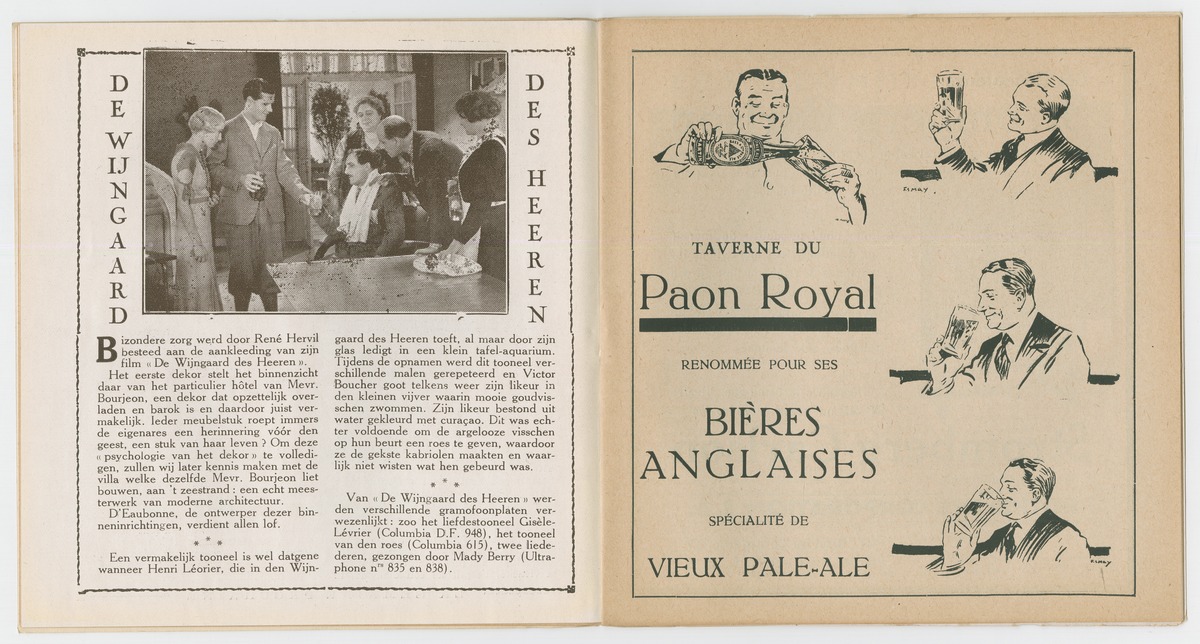 DE WIJNGAARD
DES HEEREN
Bizondere zorg werd door René Hervil
besteed aan de aankleeding van zijn
film « De Wijngaard des Heeren ».
Het eerste dekor stelt het binnenzicht
daar van het particulier hôtel van Mevr.
Bourjeon, een dekor dat opzettelijk over-
laden en barok is en daardoor juist ver-
makelijk. Ieder meubelstuk roept immers
de eigenares een herinnering vóór den
geest, een stuk van haar leven ? Om deze
« psychologie van het dekor » te volledi-
gen, zullen wij later kennis maken met de
villa welke dezelfde Mevr. Bourjeon liet
bouwen, aan 't zeestrand : een echt mees-
terwerk van moderne architectuur.
D'Eaubonne, de ontwerper dezer bin-
neninrichtingen, verdient allen lof.
* * *
Een vermakelijk tooneel is wel datgene
wanneer Henri Léorier, die in den Wijn-
gaard des Heeren toeft, al maar door zijn
glas ledigt in een klein tafel-aquarium.
Tijdens de opnamen werd dit tooneel ver-
schillende malen gerepeteerd en Victor
Boucher goot telkens weer zijn likeur in
den kleinen vijver waarin mooie goudvis-
schen zwommen. Zijn likeur bestond uit
water gekleurd met curaçao. Dit was ech-
ter voldoende om de argelooze visschen
op hun beurt een roes te geven, waardoor
ze de gekste kabriolen maakten en waar-
lijk niet wisten wat hen gebeurd was.
* * *
Van « De Wijngaard des Heeren » wer-
den verschillende gramofoonplaten ver-
wezenlijkt : zoo het liefdestooneel Gisèle-
Lévrier (Columbia D.F. 948), het tooneel
van den roes (Columbia 615), twee liede-
deren, gezongen door Mady Berry (Ultra-
phone nrs 835 en 838).
TAVERNE DU
Paon Royal
RENOMMÉE POUR SES
BIÈRES
ANGLAISES
SPÉCIALITÉ DE
VIEUX PALE-ALE